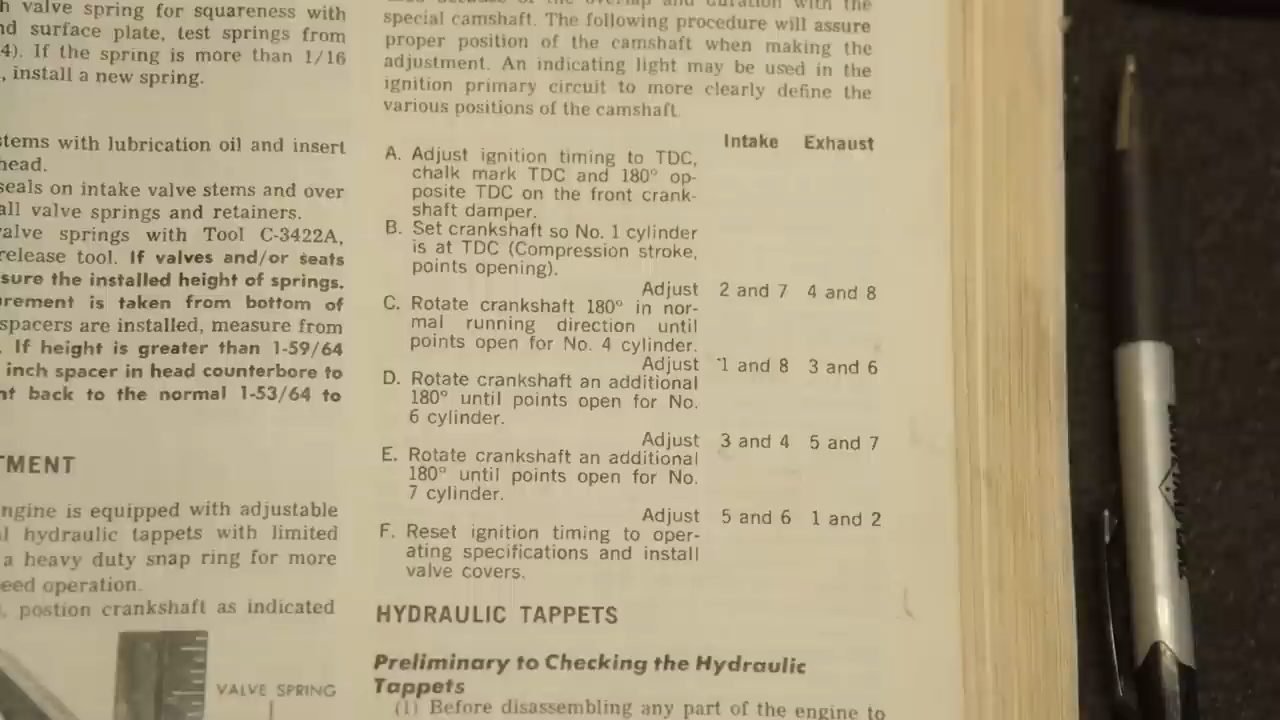 h valve spring for squareness with
nd surface plate, test springs from
4). If the spring is more than 1/16
, install a new spring.
stems with lubrication oil and insert
head.
seals on intake valve stems and over
all valve springs and retainers.
valve springs with Tool C-3422A,
release tool. If valves and/or seats
sure the installed height of springs.
urement is taken from bottom of
spacers are installed, measure from
. If height is greater than 1-59/64
inch spacer in head counterbore to
ht back to the normal 1-53/64 to
TMENT
ngine is equipped with adjustable
l hydraulic tappets with limited
a heavy duty snap ring for more
eed operation.
, postion crankshaft as indicated
VALVE SPRING
of the overlap and duration with the
special camshaft. The following procedure will assure
proper position of the camshaft when making the
adjustment. An indicating light may be used in the
ignition primary circuit to more clearly define the
various positions of the camshaft.
Intake Exhaust
A. Adjust ignition timing to TDC,
chalk mark TDC and 180° op-
posite TDC on the front crank-
shaft damper.
B. Set crankshaft so No. 1 cylinder
is at TDC (Compression stroke,
points opening).
Adjust 2 and 7 4 and 8
C. Rotate crankshaft 180° in nor-
mal running direction until
points open for No. 4 cylinder.
Adjust 1 and 8 3 and 6
D. Rotate crankshaft an additional
180° until points open for No.
6 cylinder.
Adjust 3 and 4 5 and 7
E. Rotate crankshaft an additional
180° until points open for No.
7 cylinder.
Adjust 5 and 6 1 and 2
F. Reset ignition timing to oper-
ating specifications and install
valve covers.
HYDRAULIC TAPPETS
Preliminary to Checking the Hydraulic
Tappets
(1) Before disassembling any part of the engine to